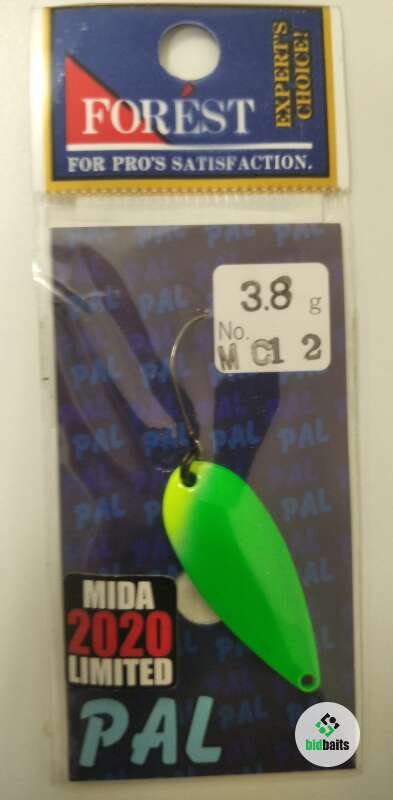 FORÉST
FOR PRO'S SATISFACTION.
EXPERT'S
CHOICE!
3.8 g
No.
M C1 2
MIDA
2020
LIMITED
PAL
bidbaits